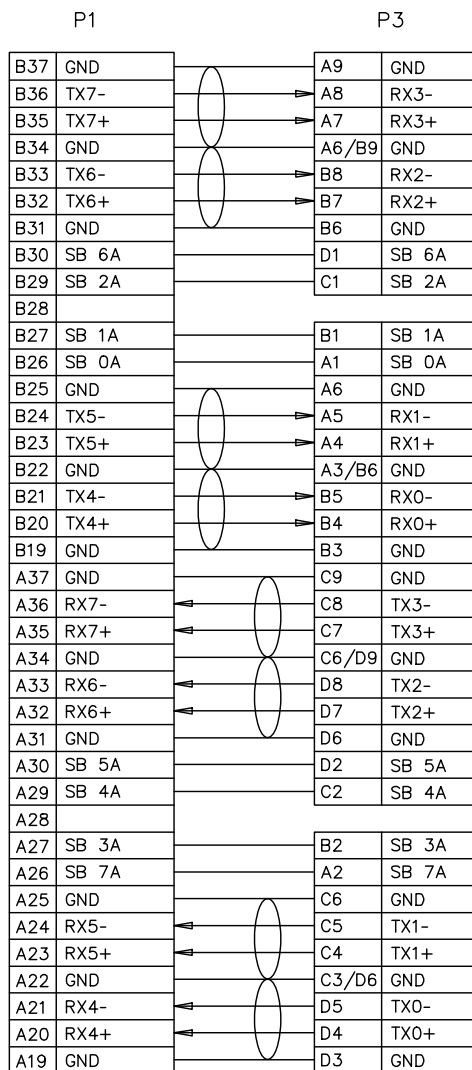 P1 P3
B37 GND A9 GND
B36 TX7- A8 RX3-
B35 TX7+ A7 RX3+
B34 GND A6/B9 GND
B33 TX6- B8 RX2-
B32 TX6+ B7 RX2+
B31 GND B6 GND
B30 SB 6A D1 SB 6A
B29 SB 2A C1 SB 2A
B28
B27 SB 1A B1 SB 1A
B26 SB 0A A1 SB 0A
B25 GND A6 GND
B24 TX5- A5 RX1-
B23 TX5+ A4 RX1+
B22 GND A3/B6 GND
B21 TX4- B5 RX0-
B20 TX4+ B4 RX0+
B19 GND B3 GND
A37 GND C9 GND
A36 RX7- C8 TX3-
A35 RX7+ C7 TX3+
A34 GND C6/D9 GND
A33 RX6- D8 TX2-
A32 RX6+ D7 TX2+
A31 GND D6 GND
A30 SB 5A D2 SB 5A
A29 SB 4A C2 SB 4A
A28
A27 SB 3A B2 SB 3A
A26 SB 7A A2 SB 7A
A25 GND C6 GND
A24 RX5- C5 TX1-
A23 RX5+ C4 TX1+
A22 GND C3/D6 GND
A21 RX4- D5 TX0-
A20 RX4+ D4 TX0+
A19 GND D3 GND